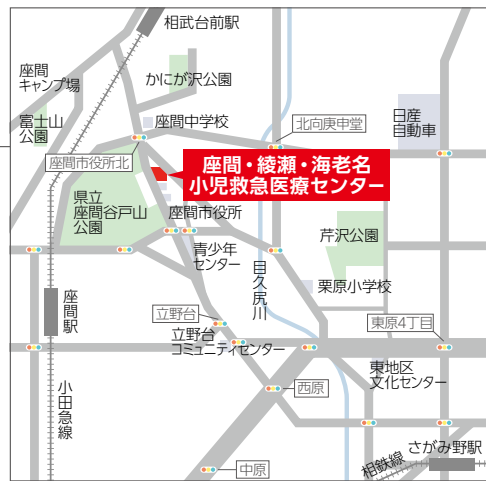 相武台前駅
座間
キャンプ場
かにが沢公園
富士山
公園
座間中学校
北向庚申堂
日産
自動車
座間市役所北
座間・綾瀬・海老名
小児救急医療センター
県立
座間谷戸山
公園
座間市役所
芹沢公園
青少年
センター
目久尻川
栗原小学校
座間駅
立野台
東原4丁目
立野台
コミュニティセンター
小田急線
西原
東地区
文化センター
さがみ野駅
相鉄線
中原